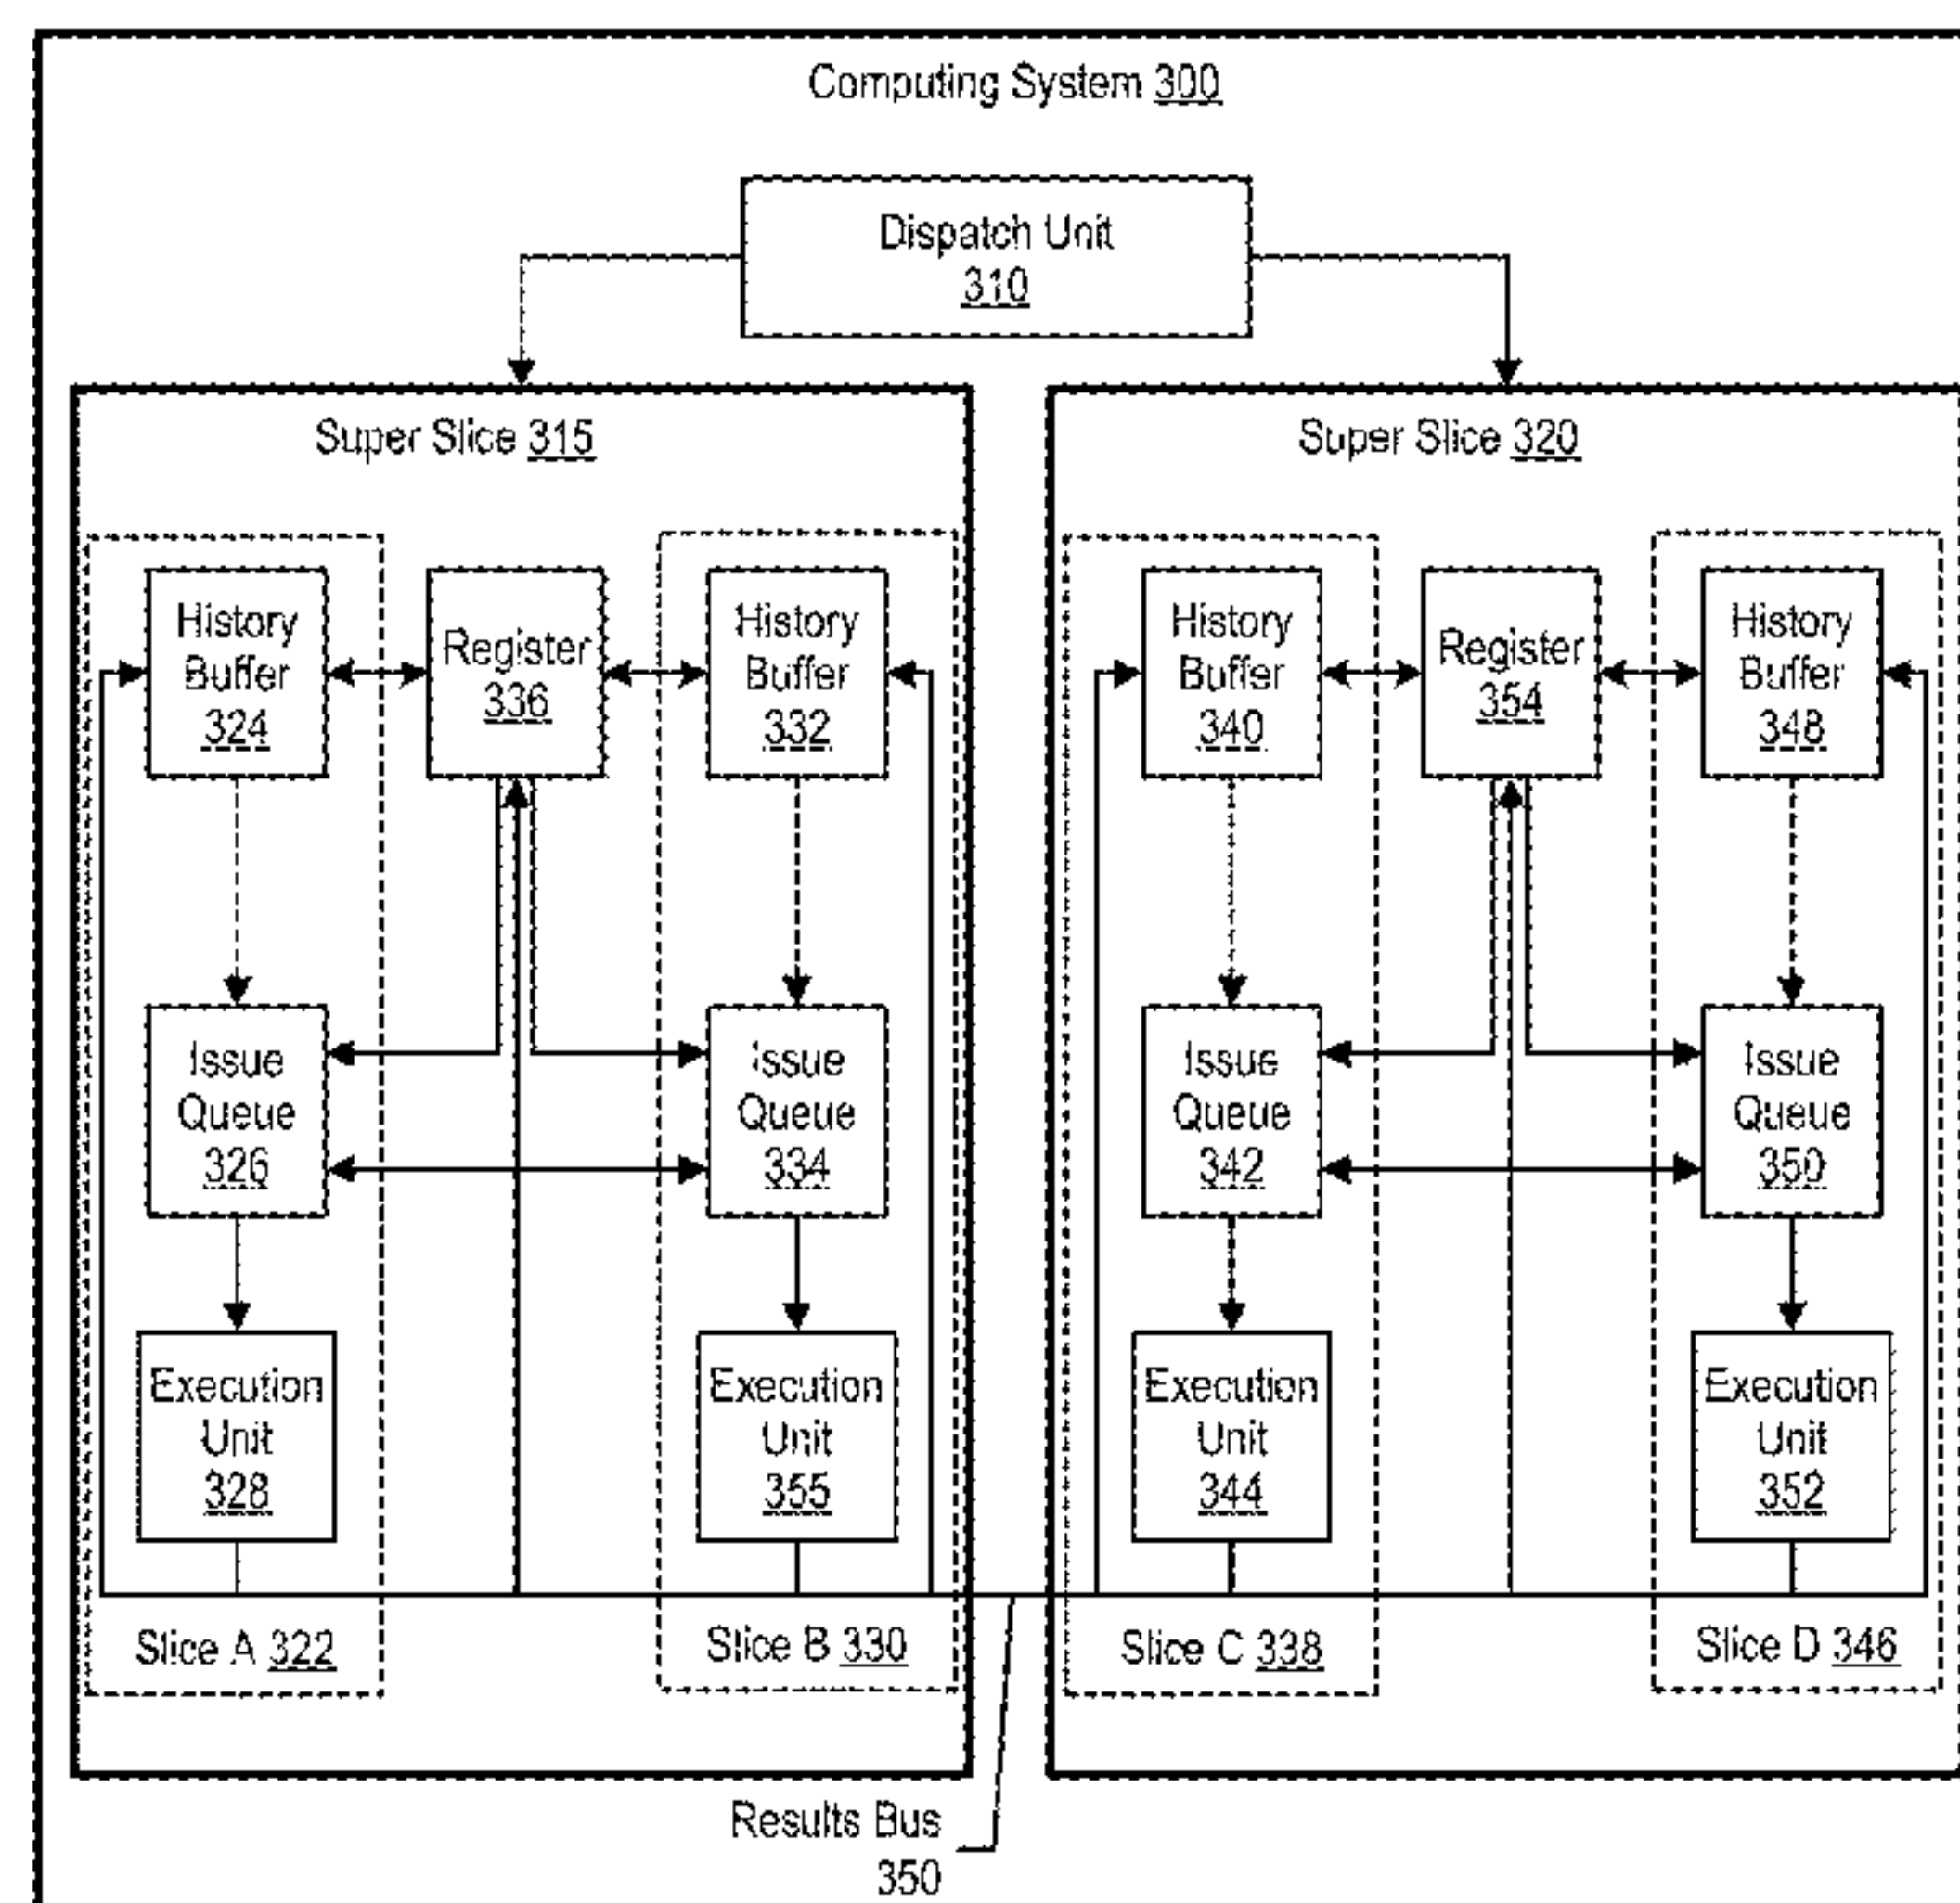 Computing System 300
Dispatch Unit
310
Super Slice 315
Super Slice 320
History
Buffer
324
Register
336
History
Buffer
332
History
Buffer
340
Register
354
History
Buffer
348
Issue
Queue
326
Issue
Queue
334
Issue
Queue
342
Issue
Queue
350
Execution
Unit
328
Execution
Unit
355
Execution
Unit
344
Execution
Unit
352
Slice A 322
Slice B 330
Slice C 338
Slice D 346
Results Bus
350